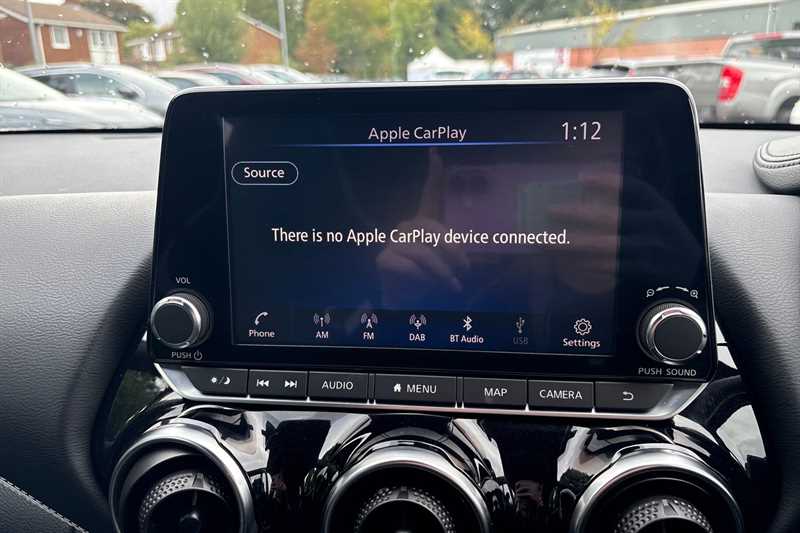 Apple CarPlay
1:12
Source
There is no Apple CarPlay device connected.
Phone
AM
FM
DAB
BT Audio
USB
Settings
VOL
PUSH
PUSH SOUND
AUDIO
MENU
MAP
CAMERA